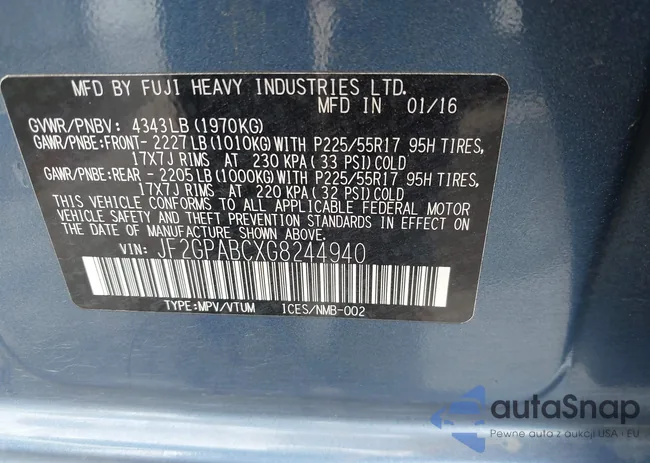 MFD BY FUJI HEAVY INDUSTRIES LTD.
MFD IN 01/16
GVWR/PNBV: 4343LB (1970KG)
GAWR/PNBE:FRONT- 2227LB (1010KG) WITH P225/55R17 95H TIRES,
17X7J RIMS AT 230 KPA (33 PSI) COLD
GAWR/PNBE:REAR - 2205LB (1000KG) WITH P225/55R17 95H TIRES,
17X7J RIMS AT 220 KPA (32 PSI) COLD
THIS VEHICLE CONFORMS TO ALL APPLICABLE FEDERAL MOTOR
VEHICLE SAFETY AND THEFT PREVENTION STANDARDS IN EFFECT ON
THE DATE OF MANUFACTURE SHOWN ABOVE.
VIN: JF2GPABCXG8244940
TYPE:MPV/VTUM ICES/NMB-002
autaSnap
Pewne auta z aukcji USA - EU